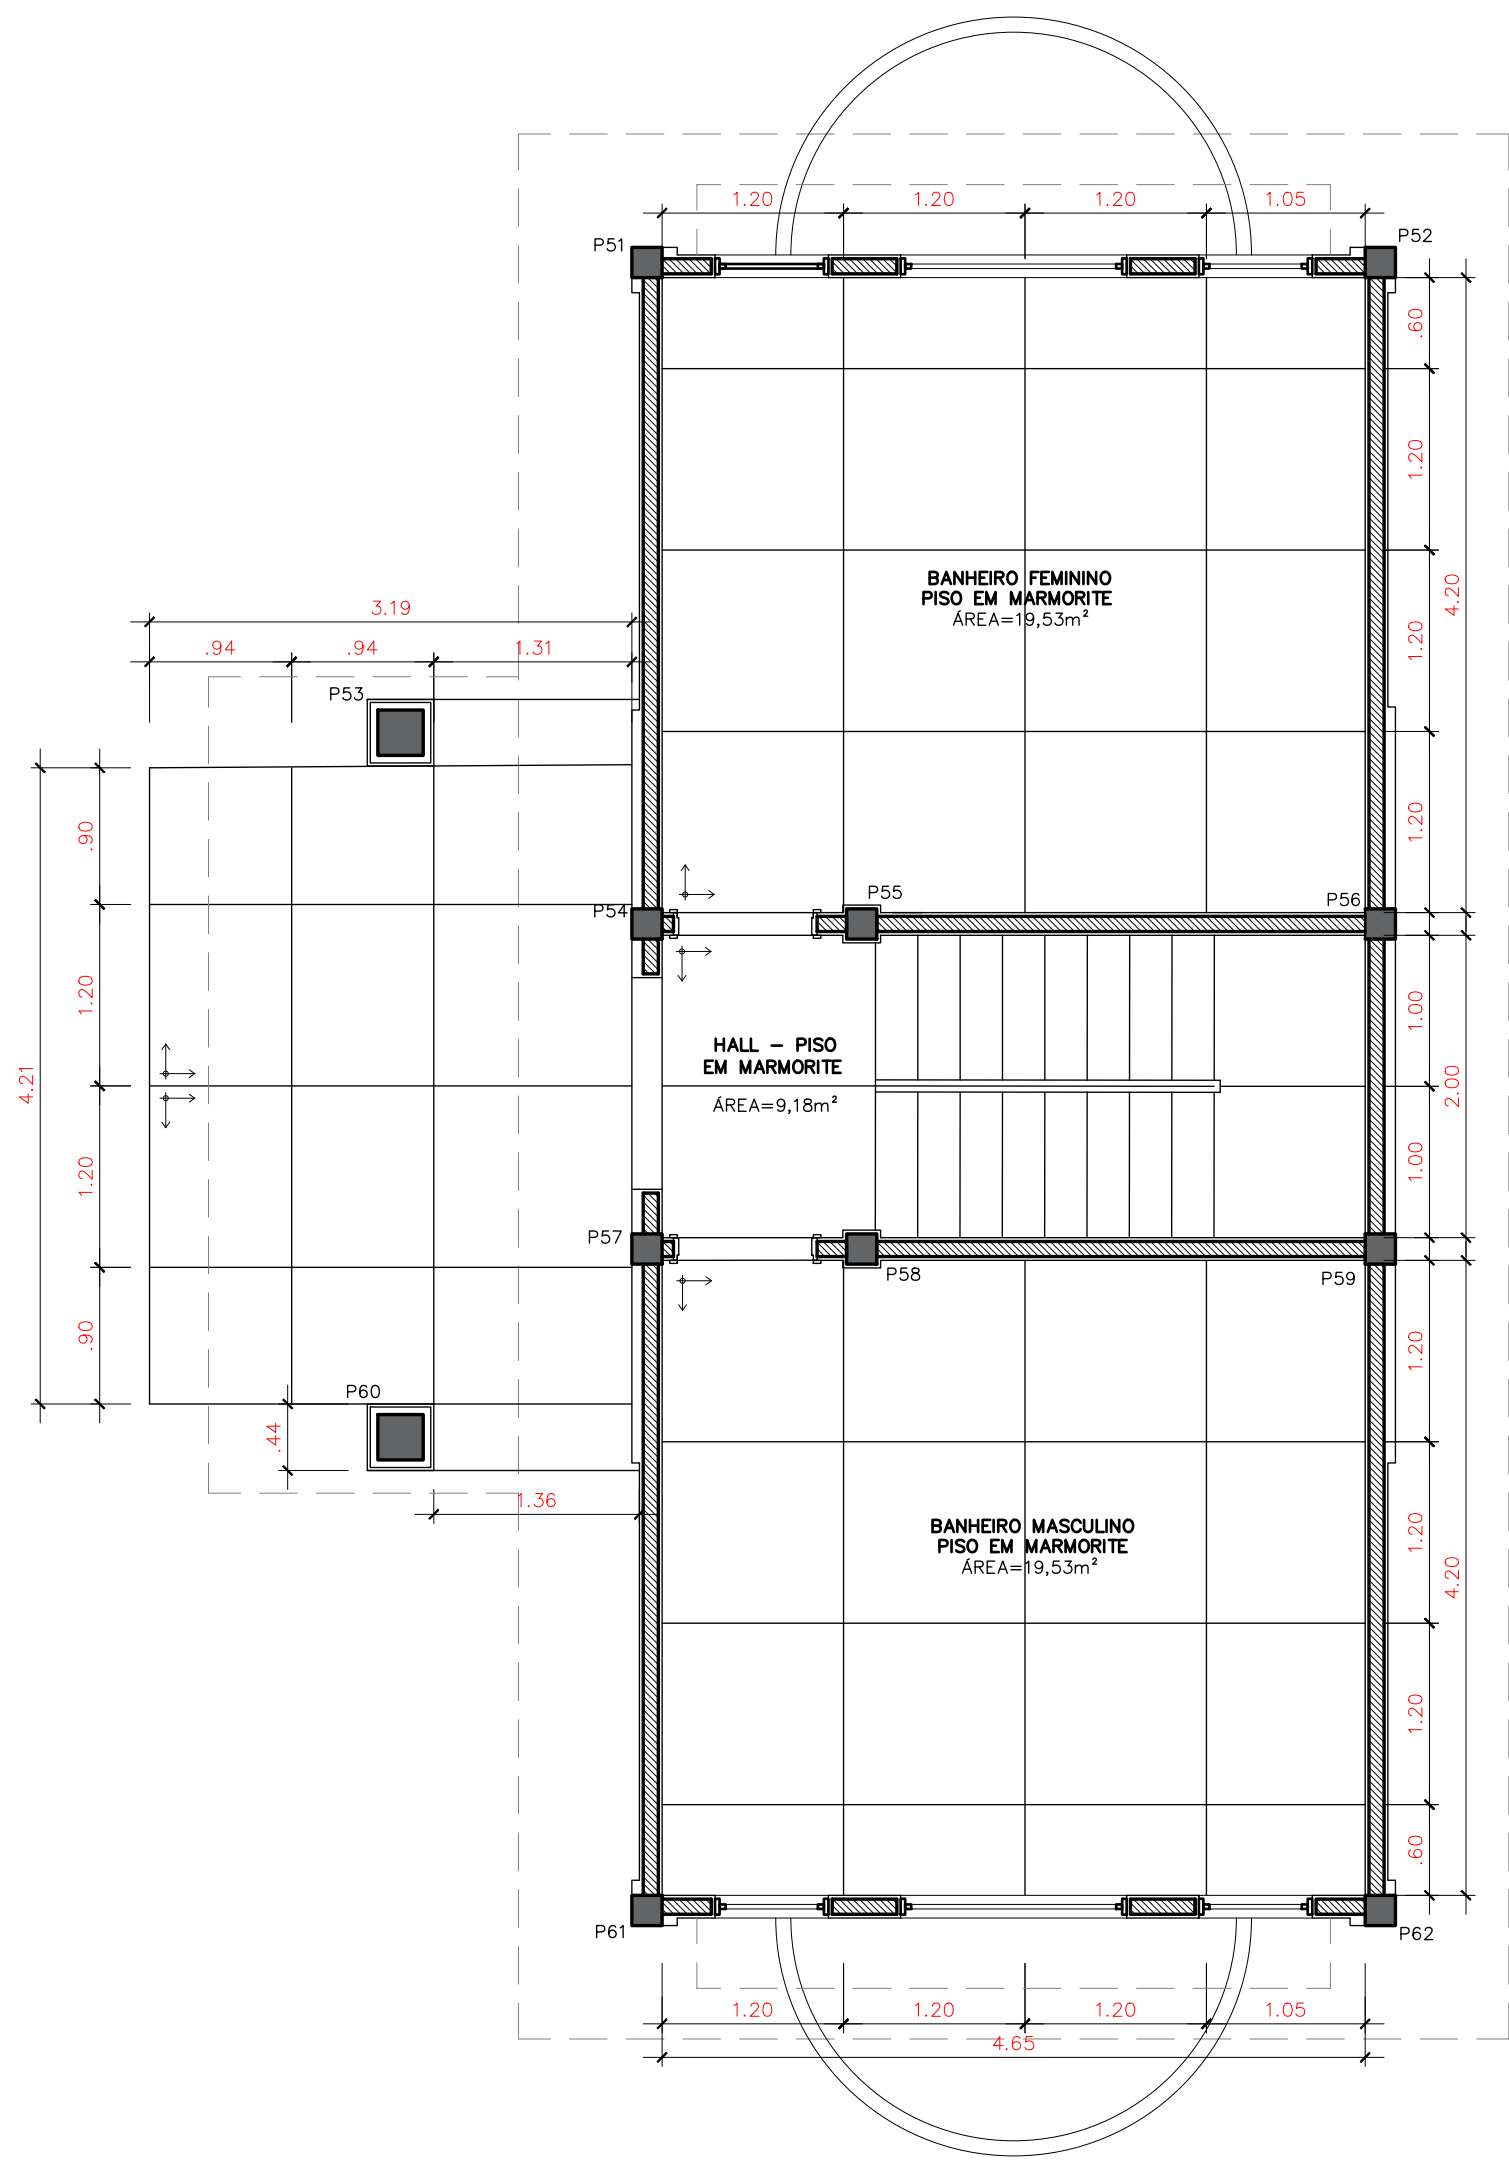 1.20
1.20
1.20
1.05
P51
P52
.60
1.20
4.20
BANHEIRO FEMININO
PISO EM MARMORITE
ÁREA=19,53m²
3.19
.94
.94
1.31
1.20
P53
.90
1.20
P55
P54
P56
1.20
1.00
HALL – PISO
EM MARMORITE
ÁREA=9,18m²
4.21
2.00
1.20
1.00
P57
P58
P59
.90
1.20
P60
.44
1.36
BANHEIRO MASCULINO
PISO EM MARMORITE
ÁREA=19,53m²
1.20
4.20
1.20
.60
P61
P62
1.20
1.20
1.20
1.05
4.65